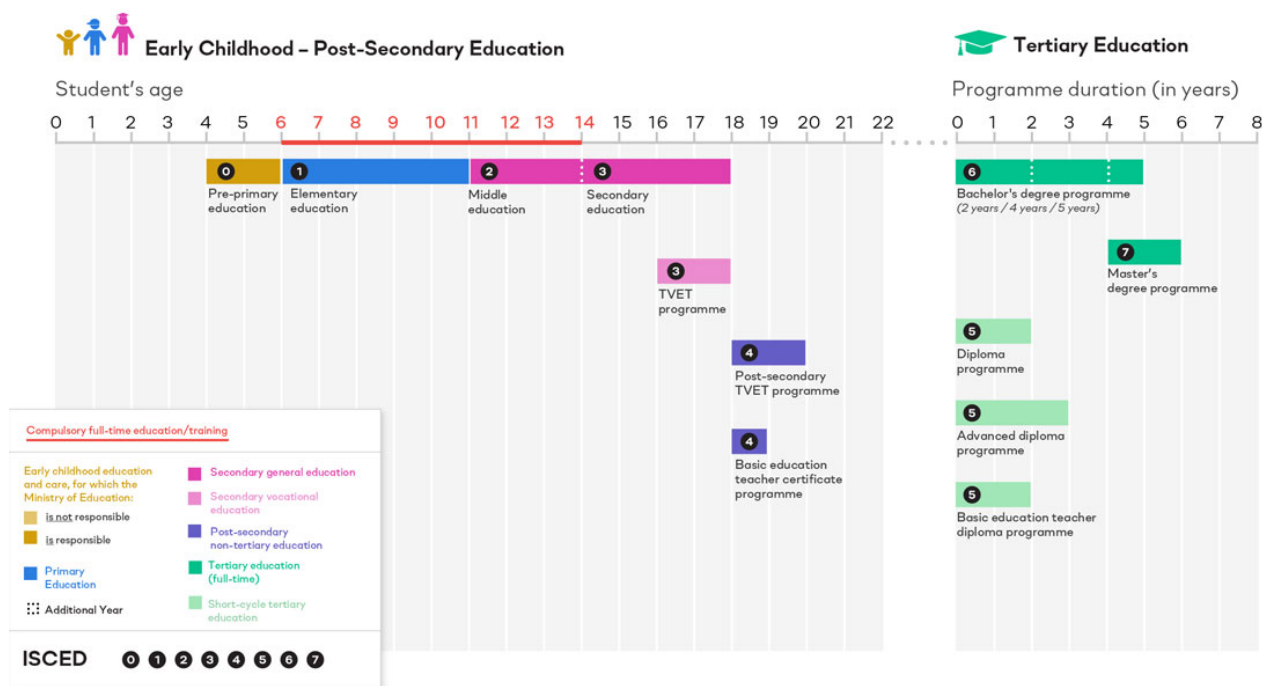 Early Childhood – Post-Secondary Education
Tertiary Education
Student's age
Programme duration (in years)
0 1 2 3 4 5 6 7 8 9 10 11 12 13 14 15 16 17 18 19 20 21 22
0 1 2 3 4 5 6 7 8
0
Pre-primary
education
1
Elementary
education
2
Middle
education
3
Secondary
education
3
TVET
programme
4
Post-secondary
TVET programme
4
Basic education
teacher certificate
programme
6
Bachelor's degree programme
(2 years / 4 years / 5 years)
7
Master's
degree programme
5
Diploma
programme
5
Advanced diploma
programme
5
Basic education teacher
diploma programme
Compulsory full-time education/training
Early childhood education
and care, for which the
Ministry of Education:
is not responsible
is responsible
Primary
Education
Additional Year
Secondary general education
Secondary vocational
education
Post-secondary
non-tertiary education
Tertiary education
(full-time)
Short-cycle tertiary
education
ISCED 0 1 2 3 4 5 6 7